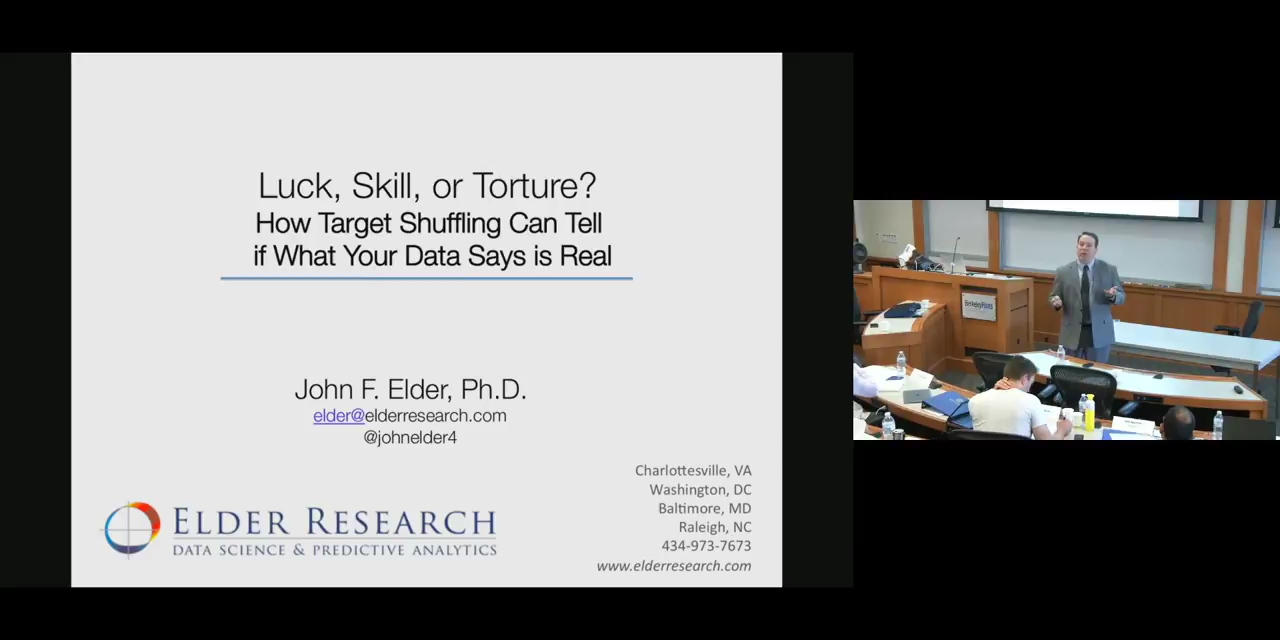 Luck, Skill, or Torture?
How Target Shuffling Can Tell
if What Your Data Says is Real
John F. Elder, Ph.D.
elder@elderresearch.com
@johnelder4
Charlottesville, VA
Washington, DC
Baltimore, MD
Raleigh, NC
434-973-7673
www.elderresearch.com
ELDER RESEARCH
DATA SCIENCE & PREDICTIVE ANALYTICS
BerkeleyHaas